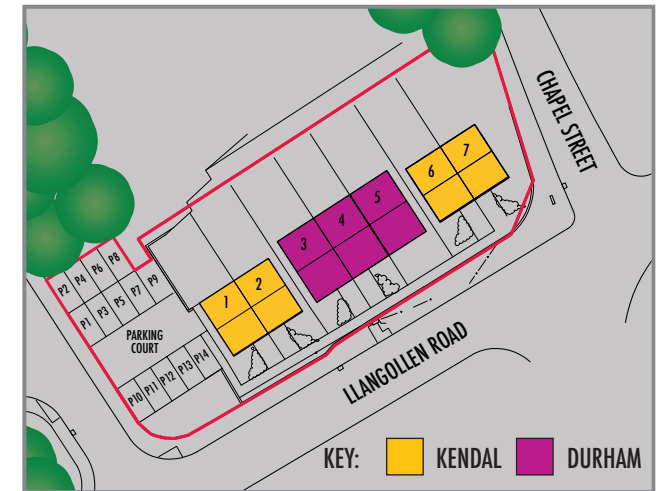 CHAPEL STREET
7
6
5
4
3
2
1
P8
P6
P4
P2
P9
P7
P5
P3
P1
PARKING
COURT
P14
P13
P12
P11
P10
LLANGOLLEN ROAD
KEY: KENDAL DURHAM